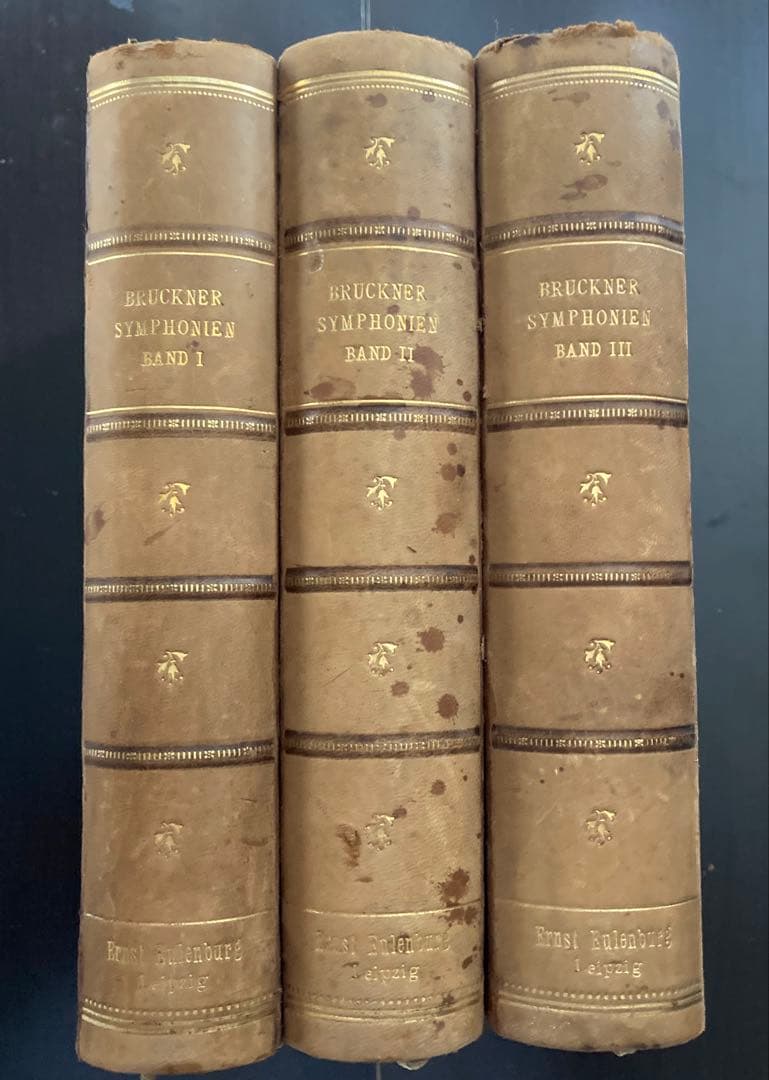 BRUCKNER
SYMPHONIEN
BAND I
Ernst Eulenburg
Leipzig
BRUCKNER
SYMPHONIEN
BAND II
Ernst Eulenburg
Leipzig
BRUCKNER
SYMPHONIEN
BAND III
Ernst Eulenburg
Leipzig